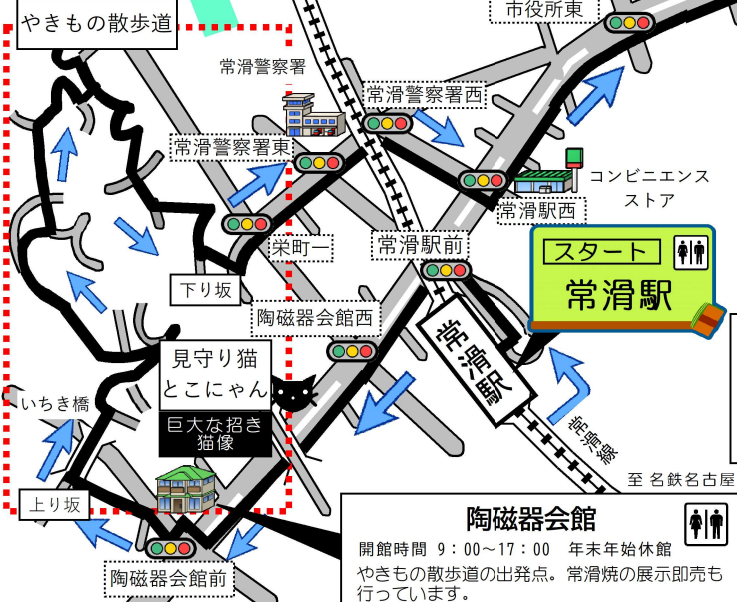 やきもの散歩道
市役所東
常滑警察署
常滑警察署西
常滑警察署東
コンビニエンス
ストア
常滑駅西
栄町一
常滑駅前
スタート
常滑駅
下り坂
陶磁器会館西
常滑駅
見守り猫
とこにゃん
巨大な招き
猫像
いちき橋
常滑線
至 名鉄名古屋
上り坂
陶磁器会館前
陶磁器会館
開館時間 9:00~17:00 年末年始休館
やきもの散歩道の出発点。常滑焼の展示即売も
行っています。